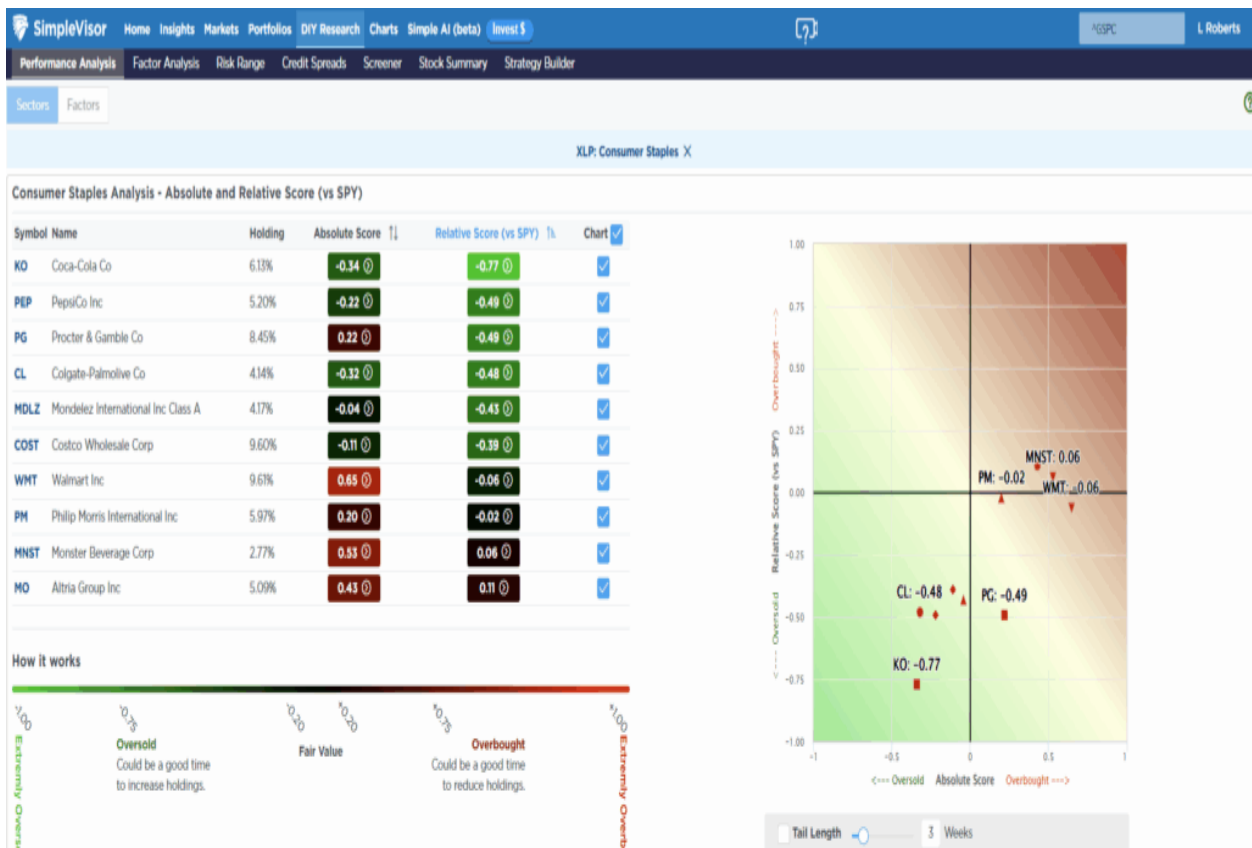 SimpleVisor Home Insights Markets Portfolios DIY Research Charts Simple AI (beta) Invest $ ^GSPC L Roberts
Performance Analysis Factor Analysis Risk Range Credit Spreads Screener Stock Summary Strategy Builder
Sectors Factors
XLP: Consumer Staples X
Consumer Staples Analysis - Absolute and Relative Score (vs SPY)
Symbol Name Holding Absolute Score Relative Score (vs SPY) Chart
KO Coca-Cola Co 6.13% -0.34 -0.77
PEP PepsiCo Inc 5.20% -0.22 -0.49
PG Procter & Gamble Co 8.45% 0.22 -0.49
CL Colgate-Palmolive Co 4.14% -0.32 -0.48
MDLZ Mondelez International Inc Class A 4.17% -0.04 -0.43
COST Costco Wholesale Corp 9.60% -0.11 -0.39
WMT Walmart Inc 9.61% 0.65 -0.06
PM Philip Morris International Inc 5.97% 0.20 -0.02
MNST Monster Beverage Corp 2.77% 0.53 0.06
MO Altria Group Inc 5.09% 0.43 0.11
How it works
-1.00 -0.75 -0.20 +0.20 +0.75 +1.00
Extremly Overso
Oversold
Could be a good time
to increase holdings.
Fair Value
Overbought
Could be a good time
to reduce holdings.
Extremly Overb
1.00
0.75
0.50
0.25
0.00
-0.25
-0.50
-0.75
-1.00
<--- Oversold Relative Score (vs SPY) Overbought --->
MNST: 0.06
PM: -0.02
WMT: -0.06
CL: -0.48
PG: -0.49
KO: -0.77
-1 -0.5 0 0.5 1
<--- Oversold Absolute Score Overbought --->
Tail Length 3 Weeks